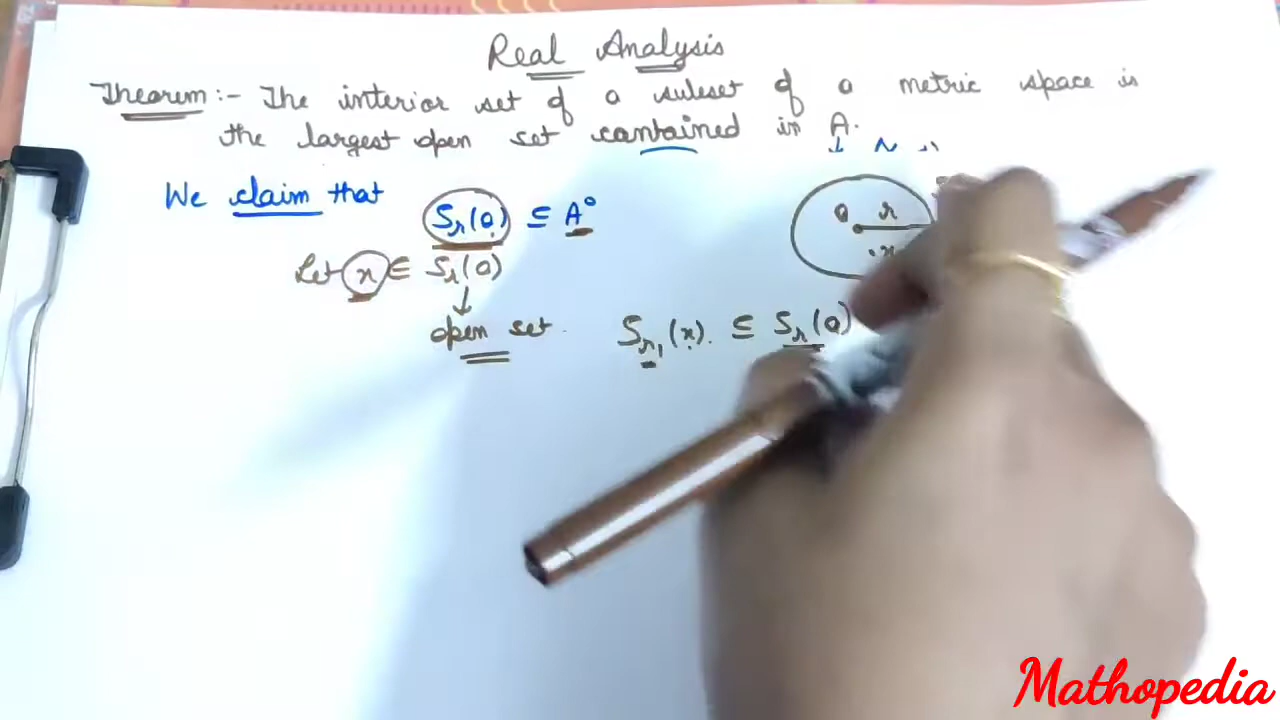 Real Analysis
Theorem:- The interior set of a suleset of a metric space is
the largest open set contained in A.
We claim that Sr(a) ⊆ A°
a r
Let x ∈ Sr(a)
.x
open set. Sr₁(x). ⊆ Sr(a)
Mathopedia